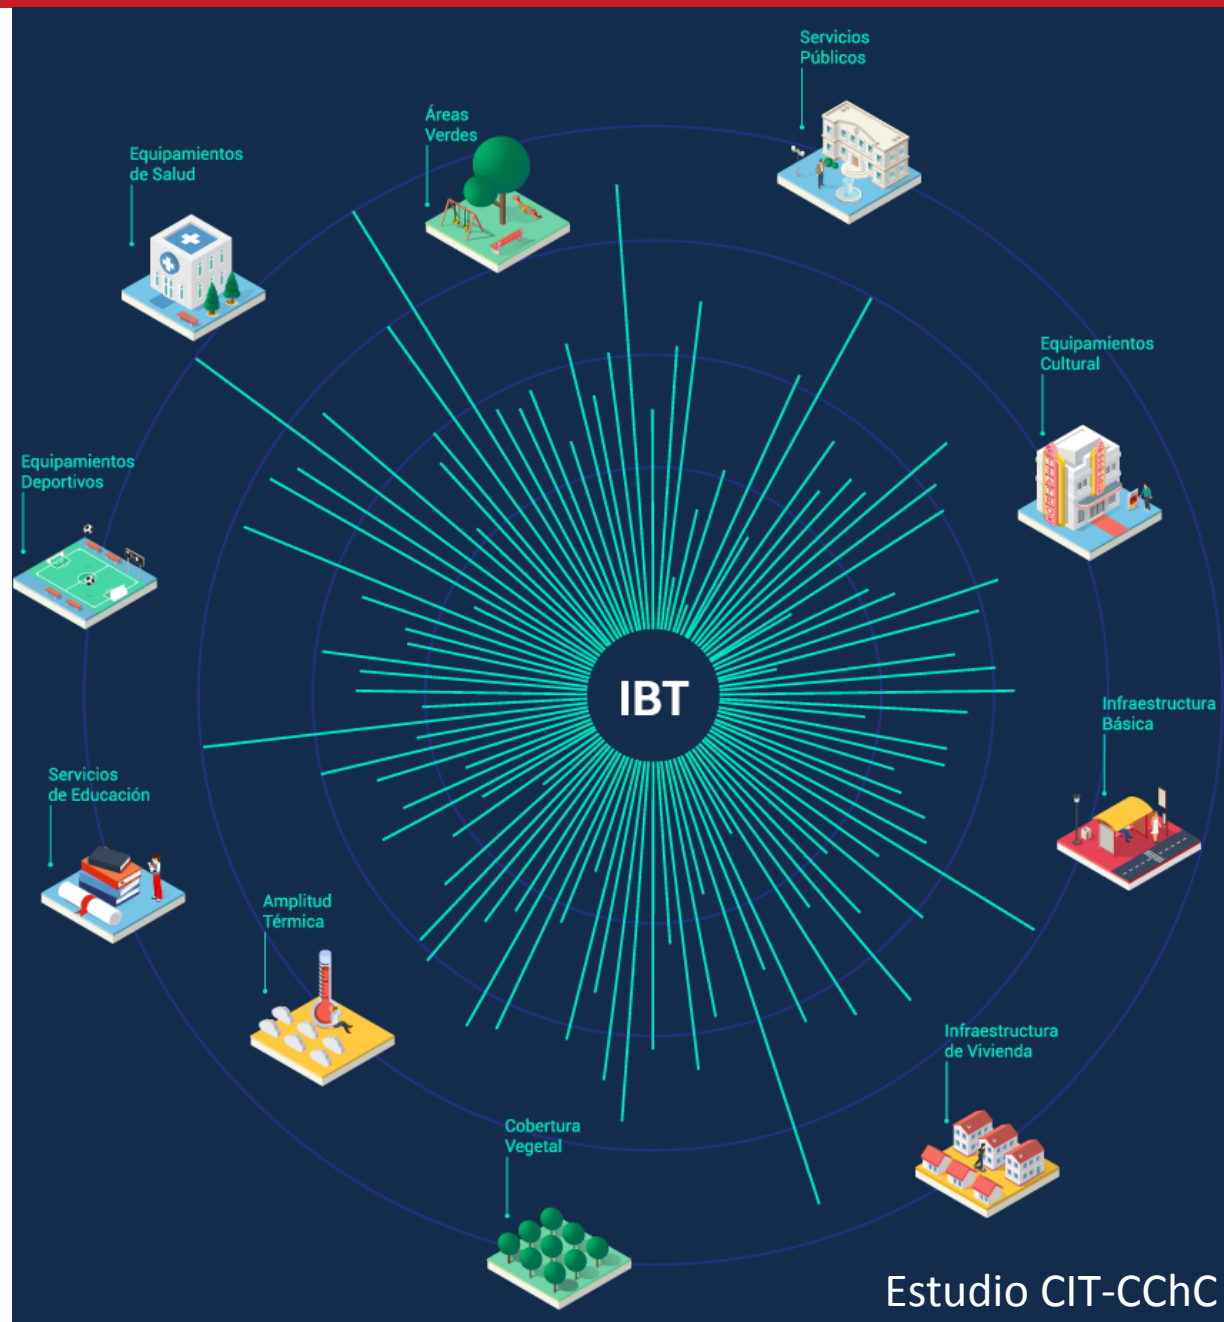 Servicios
Públicos
Áreas
Verdes
Equipamientos
de Salud
Equipamientos
Cultural
Equipamientos
Deportivos
IBT
Infraestructura
Básica
Servicios
de Educación
Amplitud
Térmica
Infraestructura
de Vivienda
Cobertura
Vegetal
Estudio CIT-CChC